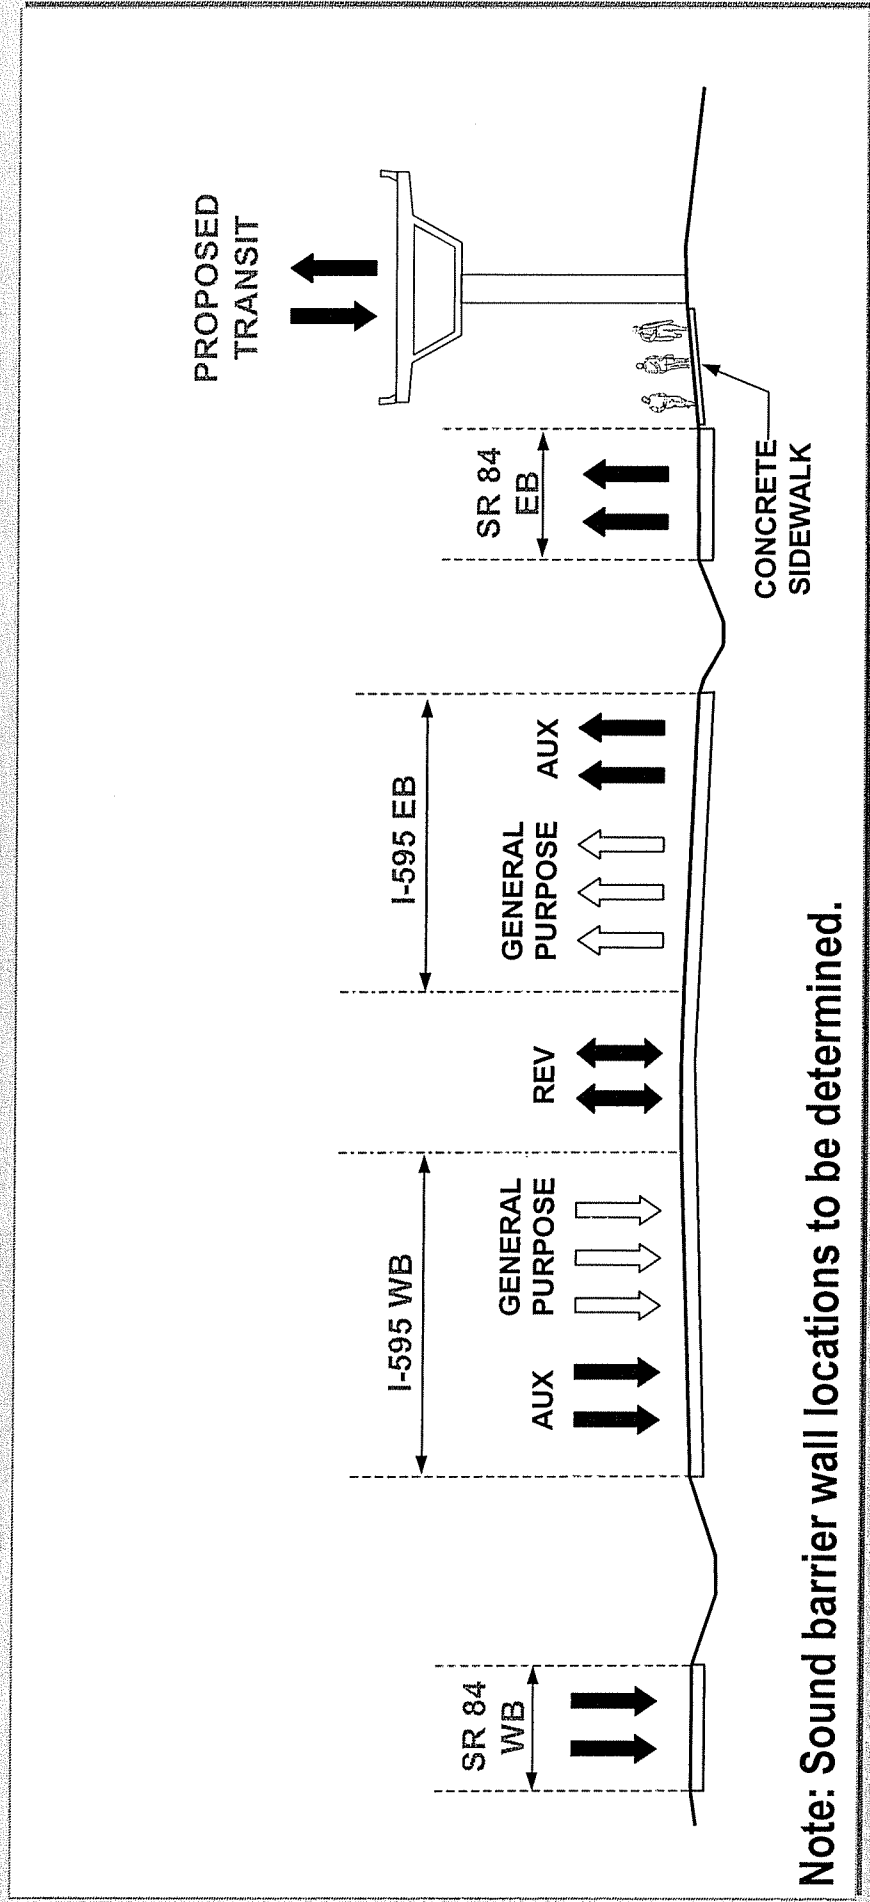 PROPOSED
TRANSIT
SR 84
WB
I-595 WB
AUX
GENERAL
PURPOSE
REV
I-595 EB
GENERAL
PURPOSE
AUX
SR 84
EB
CONCRETE
SIDEWALK
Note: Sound barrier wall locations to be determined.